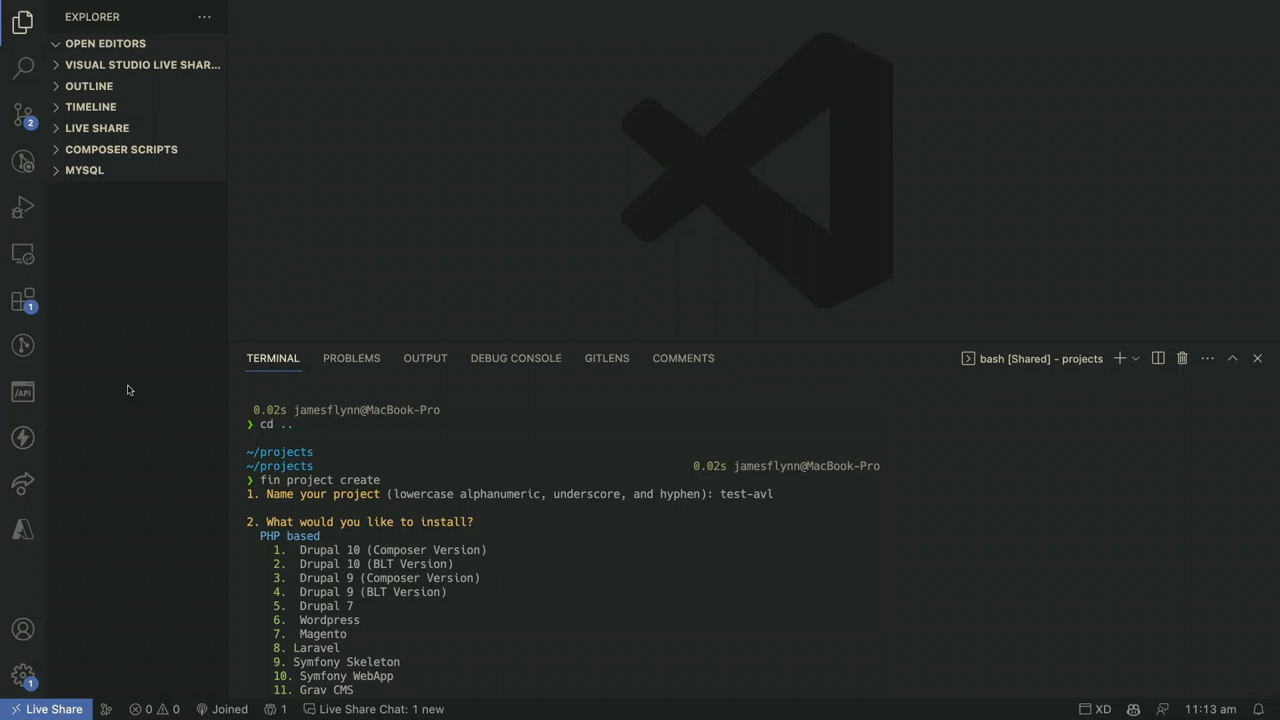 EXPLORER
OPEN EDITORS
VISUAL STUDIO LIVE SHAR...
OUTLINE
TIMELINE
LIVE SHARE
COMPOSER SCRIPTS
MYSQL
2
1
/API
1
TERMINAL PROBLEMS OUTPUT DEBUG CONSOLE GITLENS COMMENTS bash [Shared] - projects
0.02s jamesflynn@MacBook-Pro
❯ cd ..
~/projects
~/projects 0.02s jamesflynn@MacBook-Pro
❯ fin project create
1. Name your project (lowercase alphanumeric, underscore, and hyphen): test-avl
2. What would you like to install?
PHP based
1. Drupal 10 (Composer Version)
2. Drupal 10 (BLT Version)
3. Drupal 9 (Composer Version)
4. Drupal 9 (BLT Version)
5. Drupal 7
6. Wordpress
7. Magento
8. Laravel
9. Symfony Skeleton
10. Symfony WebApp
11. Grav CMS
Live Share 0 0 Joined 1 Live Share Chat: 1 new XD 11:13 am